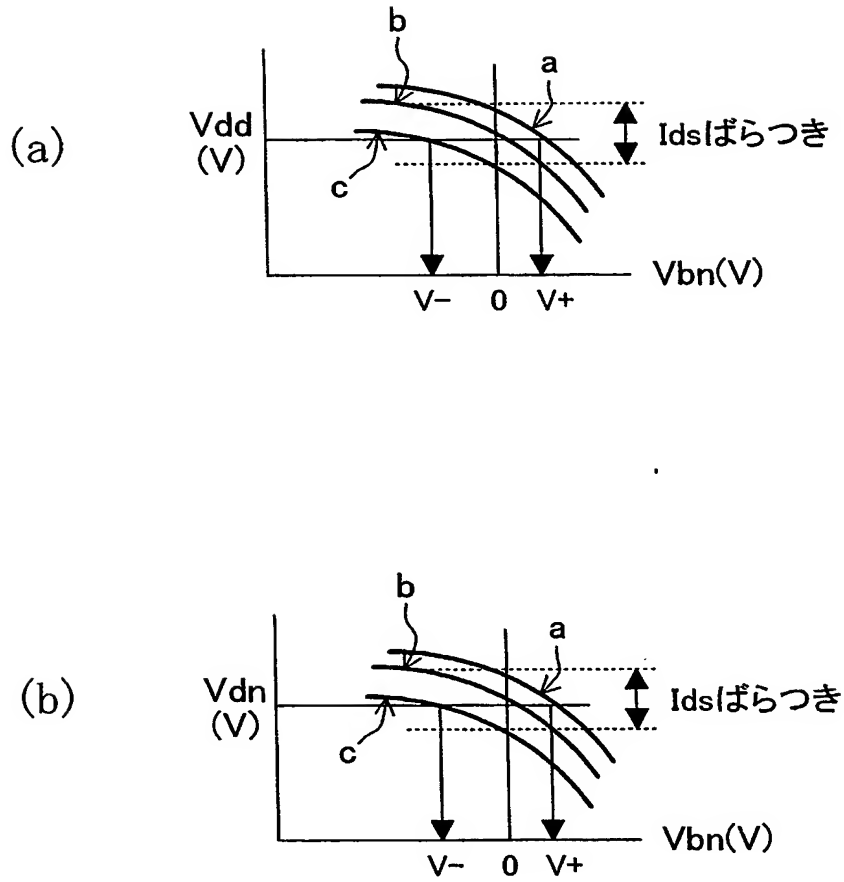 (a)
b
a
Vdd
(V)
Idsばらつき
c
Vbn(V)
V- 0 V+
(b)
b
a
Vdn
(V)
Idsばらつき
c
Vbn(V)
V- 0 V+